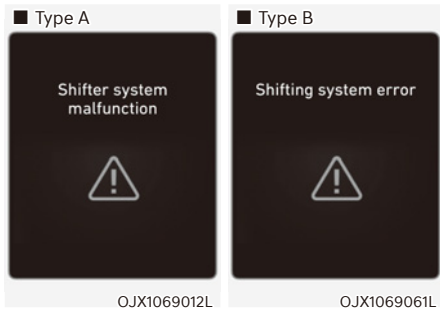 ■ Type A
Shifter system
malfunction
OJX1069012L
■ Type B
Shifting system error
OJX1069061L